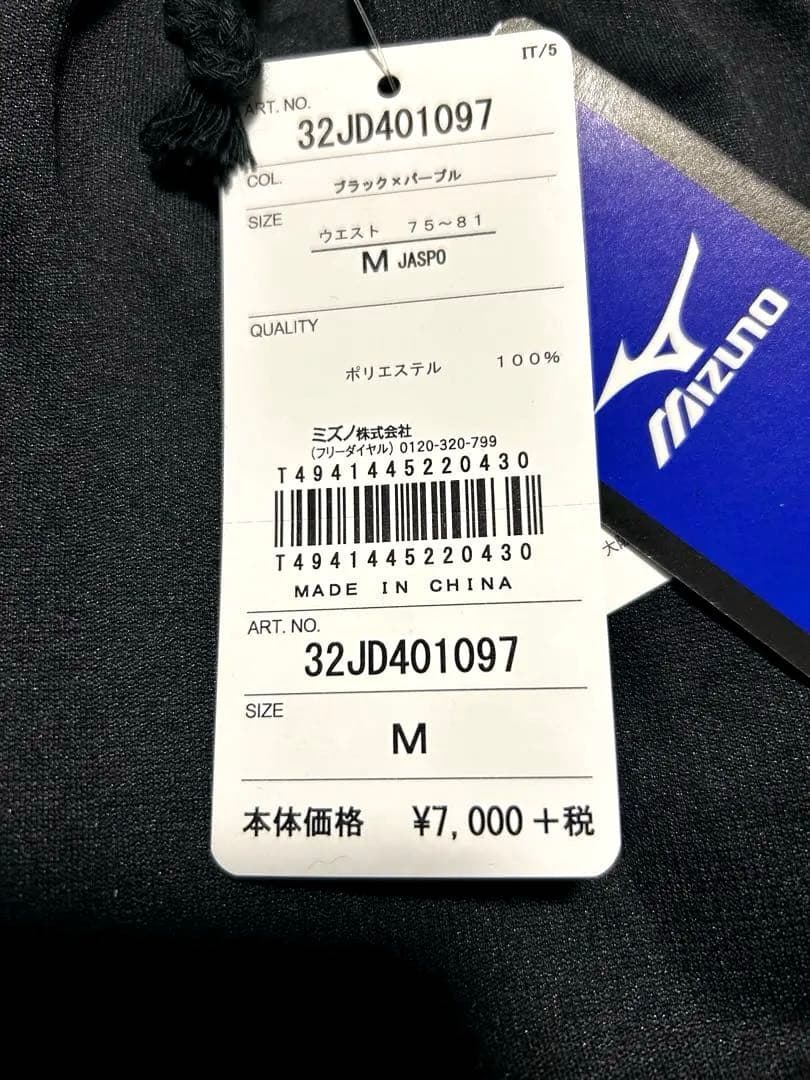 IT/5
ART. NO.
32JD401097
COL.
ブラック×パープル
SIZE
ウエスト 75~81
M JASPO
QUALITY
ポリエステル 100%
ミズノ株式会社
(フリーダイヤル) 0120-320-799
T4941445220430
T4941445220430
MADE IN CHINA
ART. NO.
32JD401097
SIZE
M
本体価格 ¥7,000+税
MIZUNO
大